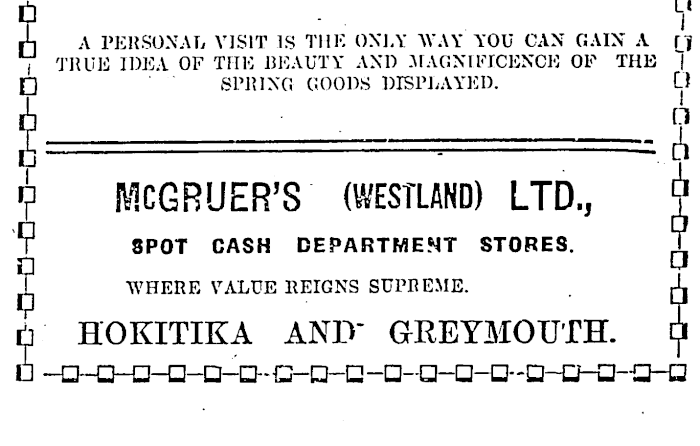 A PERSONAL VISIT IS THE ONLY WAY YOU CAN GAIN A
TRUE IDEA OF THE BEAUTY AND MAGNIFICENCE OF THE
SPRING GOODS DISPLAYED.
McGRUER'S (WESTLAND) LTD.,
SPOT CASH DEPARTMENT STORES.
WHERE VALUE REIGNS SUPREME.
HOKITIKA AND GREYMOUTH.